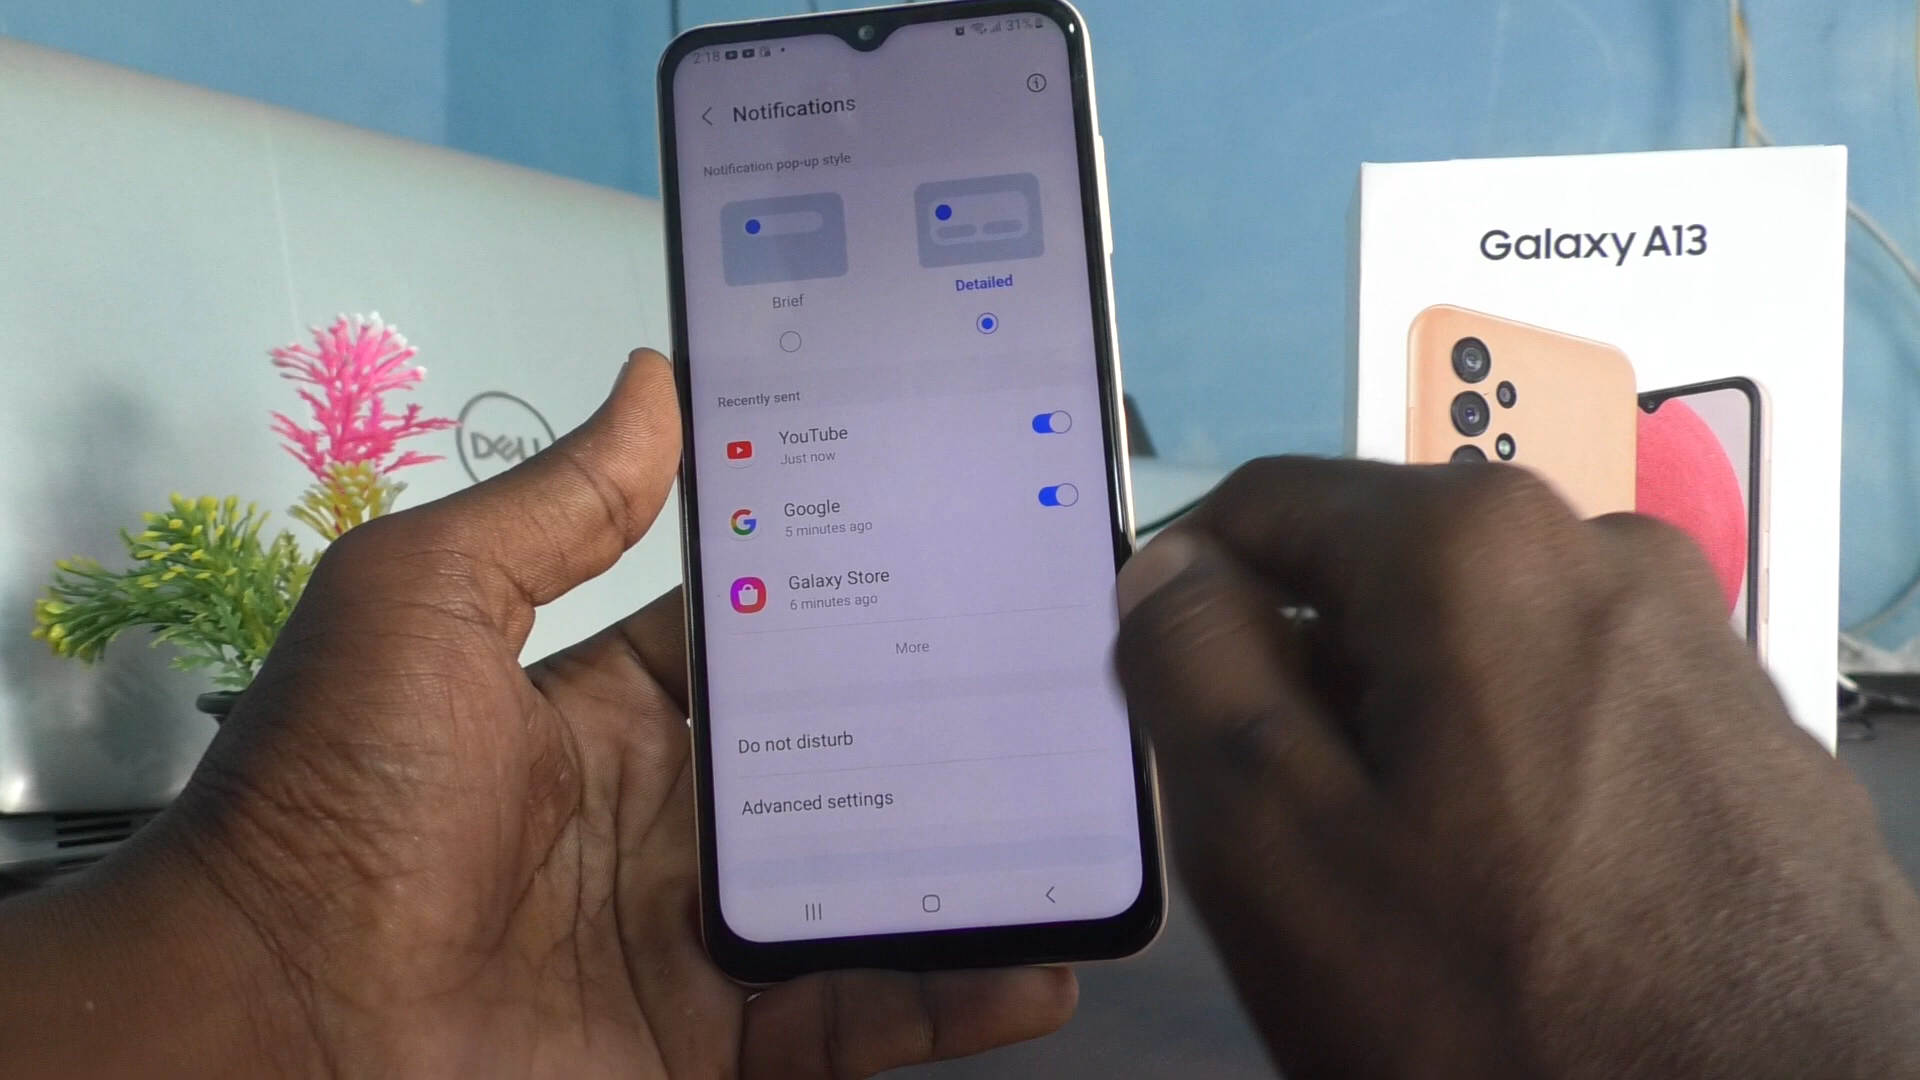 2:18
31%
Notifications
Notification pop-up style
Brief
Detailed
Recently sent
YouTube
Just now
Google
5 minutes ago
Galaxy Store
6 minutes ago
More
Do not disturb
Advanced settings
Galaxy A13
DELL